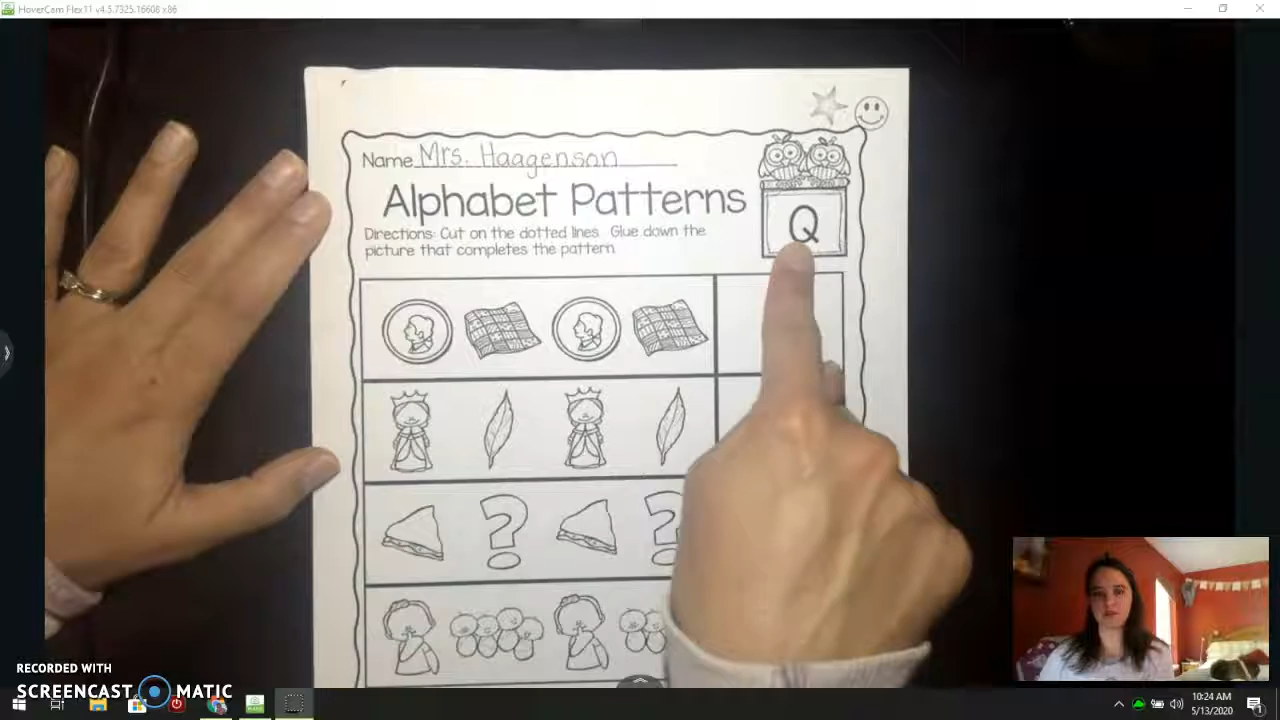 HoverCam Flex11 v4.5.7325.16608 x86
Name Mrs. Haagenson
Alphabet Patterns
Q
Directions: Cut on the dotted lines. Glue down the
picture that completes the pattern.
?
?
RECORDED WITH
SCREENCAST MATIC
10:24 AM
5/13/2020
1